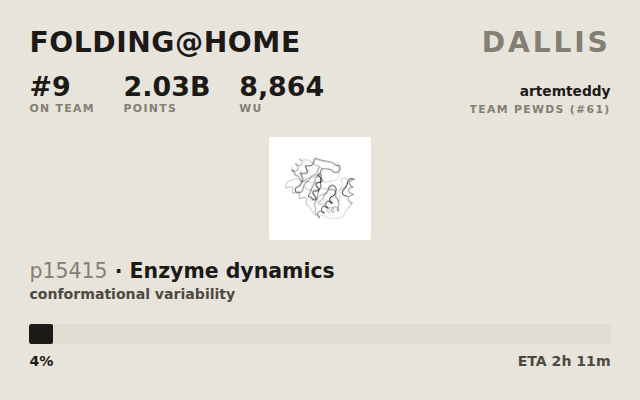 FOLDING@HOME
DALLIS
#9 2.03B 8,864
ON TEAM POINTS WU
artemteddy
TEAM PEWDS (#61)
p15415 · Enzyme dynamics
conformational variability
4% ETA 2h 11m